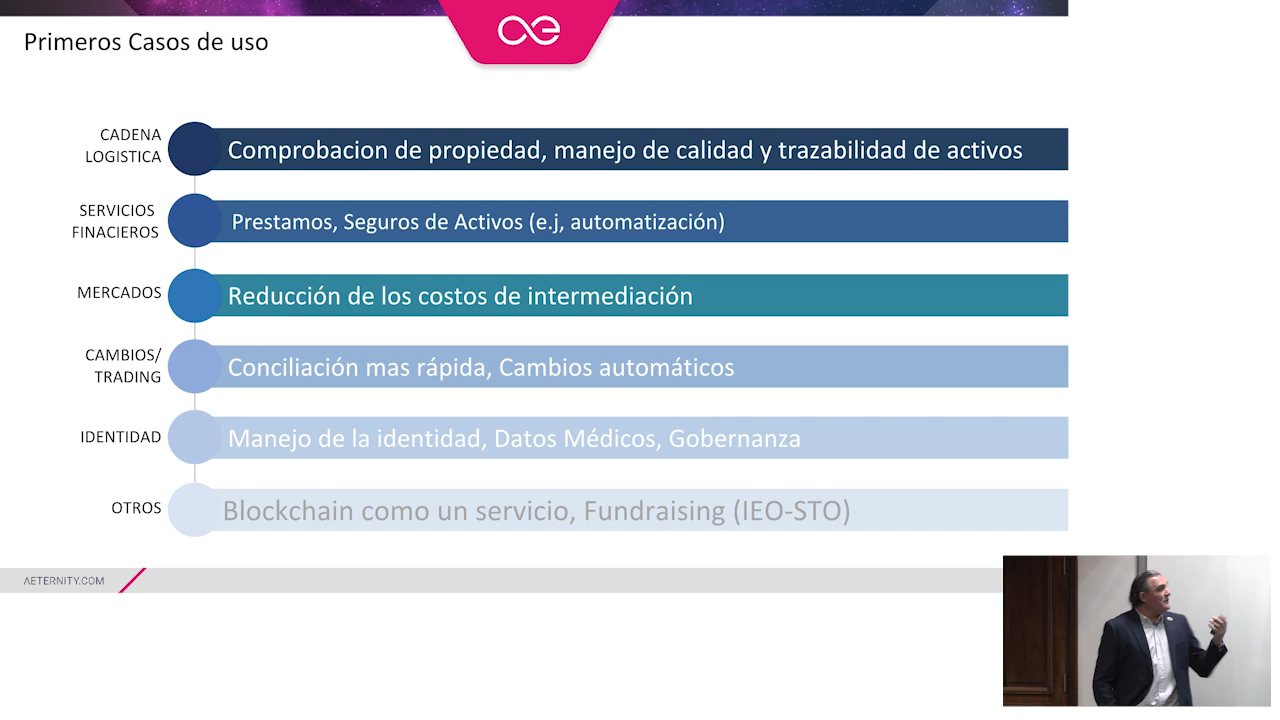 Primeros Casos de uso
CADENA
LOGISTICA
Comprobacion de propiedad, manejo de calidad y trazabilidad de activos
SERVICIOS
FINACIEROS
Prestamos, Seguros de Activos (e.j, automatización)
MERCADOS
Reducción de los costos de intermediación
CAMBIOS/
TRADING
Conciliación mas rápida, Cambios automáticos
IDENTIDAD
Manejo de la identidad, Datos Médicos, Gobernanza
OTROS
Blockchain como un servicio, Fundraising (IEO-STO)
AETERNITY.COM